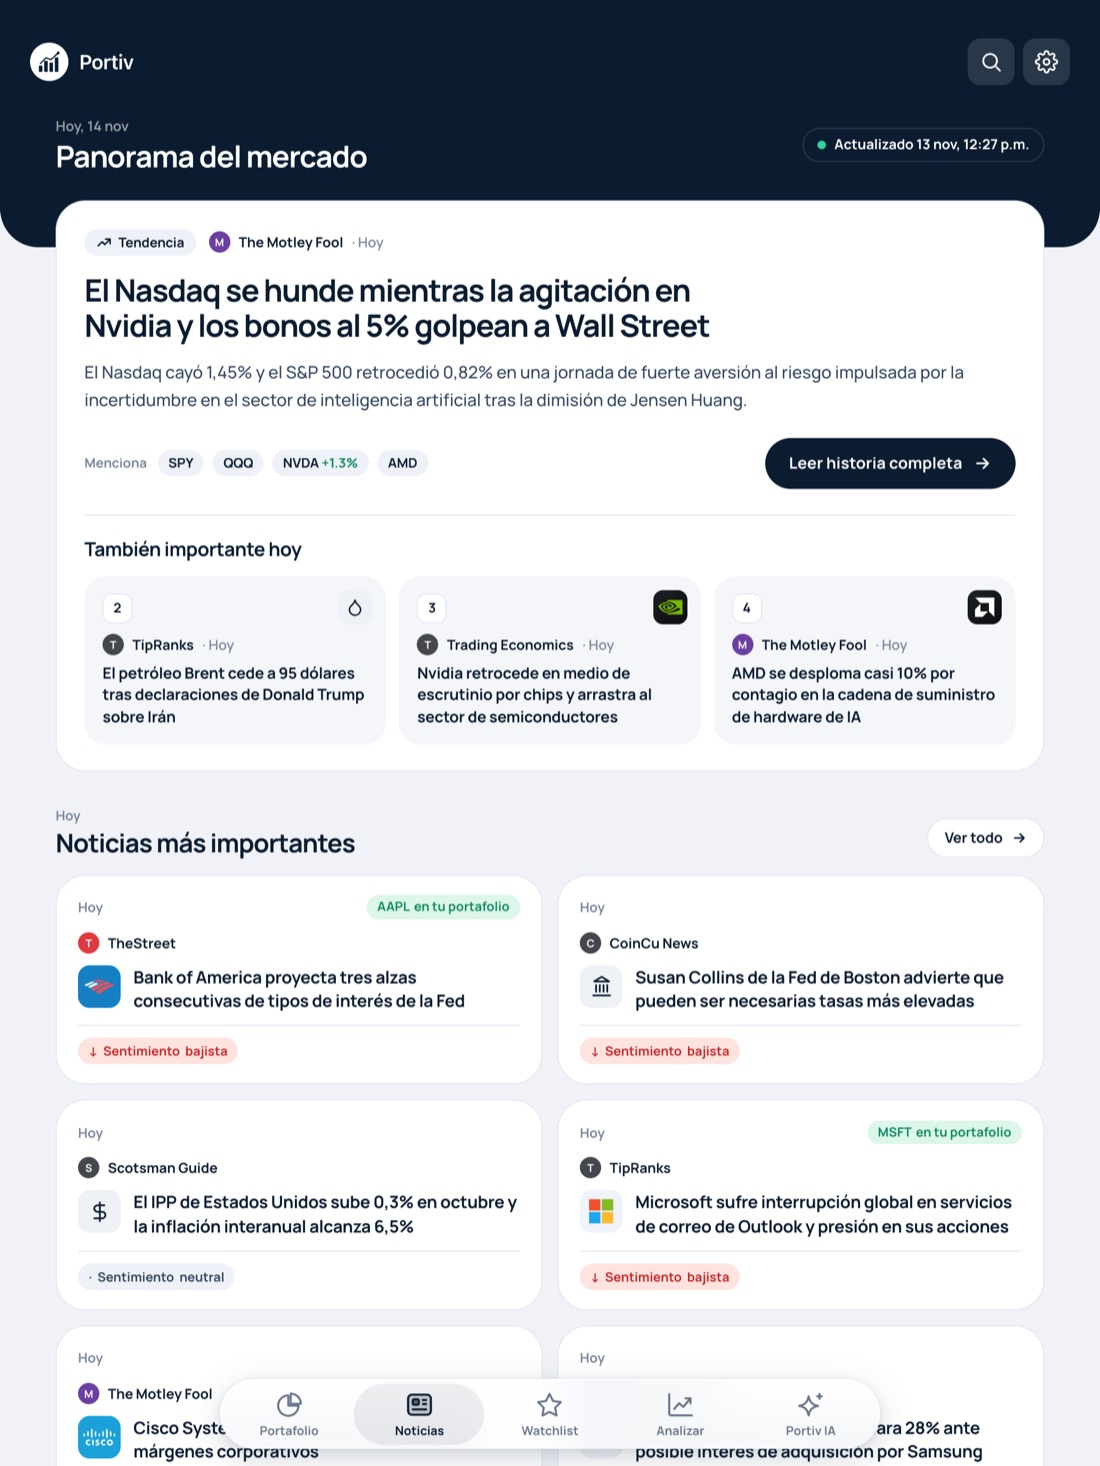 Portiv
Hoy, 14 nov
Panorama del mercado
Actualizado 13 nov, 12:27 p.m.
Tendencia
M The Motley Fool · Hoy
El Nasdaq se hunde mientras la agitación en
Nvidia y los bonos al 5% golpean a Wall Street
El Nasdaq cayó 1,45% y el S&P 500 retrocedió 0,82% en una jornada de fuerte aversión al riesgo impulsada por la
incertidumbre en el sector de inteligencia artificial tras la dimisión de Jensen Huang.
Menciona SPY QQQ NVDA +1.3% AMD
Leer historia completa →
También importante hoy
2
T TipRanks · Hoy
El petróleo Brent cede a 95 dólares
tras declaraciones de Donald Trump
sobre Irán
3
T Trading Economics · Hoy
Nvidia retrocede en medio de
escrutinio por chips y arrastra al
sector de semiconductores
4
M The Motley Fool · Hoy
AMD se desploma casi 10% por
contagio en la cadena de suministro
de hardware de IA
Hoy
Noticias más importantes
Ver todo →
Hoy
AAPL en tu portafolio
T TheStreet
Bank of America proyecta tres alzas
consecutivas de tipos de interés de la Fed
↓ Sentimiento bajista
Hoy
C CoinCu News
Susan Collins de la Fed de Boston advierte que
pueden ser necesarias tasas más elevadas
↓ Sentimiento bajista
Hoy
S Scotsman Guide
El IPP de Estados Unidos sube 0,3% en octubre y
la inflación interanual alcanza 6,5%
· Sentimiento neutral
Hoy
MSFT en tu portafolio
T TipRanks
Microsoft sufre interrupción global en servicios
de correo de Outlook y presión en sus acciones
↓ Sentimiento bajista
Hoy
M The Motley Fool
cisco
Cisco
márgenes corporativos
Hoy
28% ante
posible interés de adquisición por Samsung
Portafolio
Noticias
Watchlist
Analizar
Portiv IA